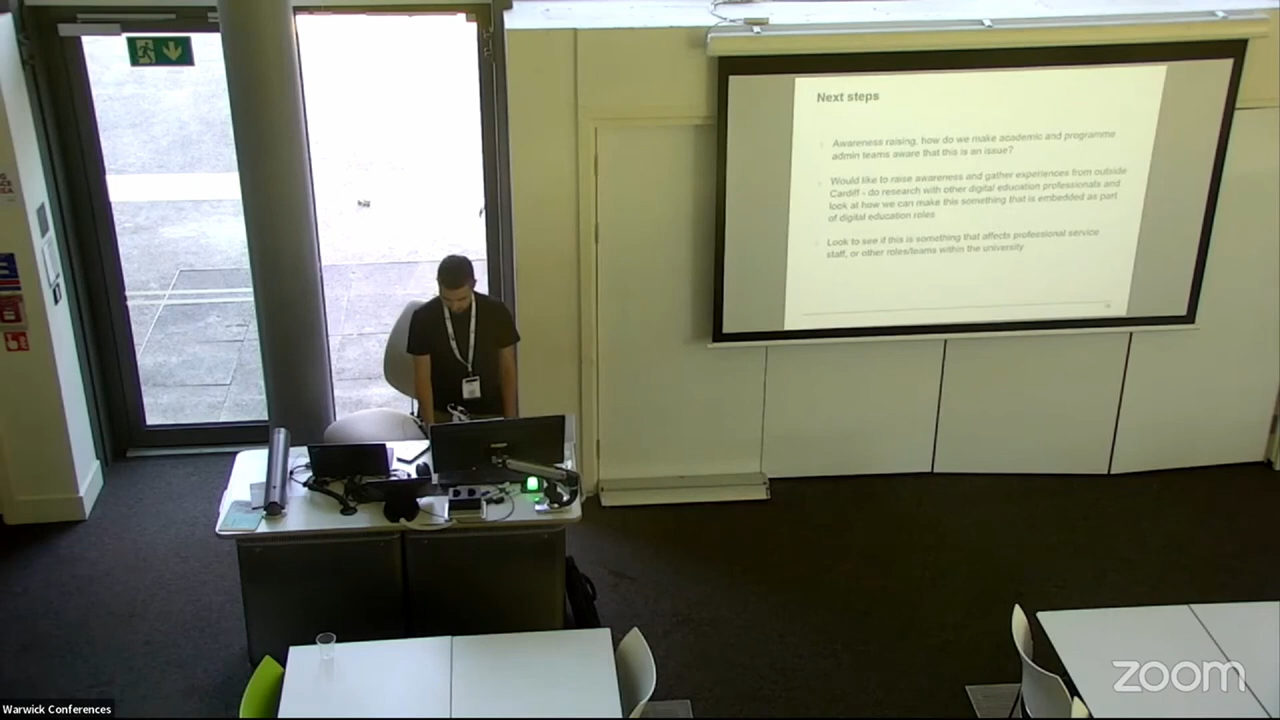 Next steps
Awareness raising, how do we make academic and programme
admin teams aware that this is an issue?
Would like to raise awareness and gather experiences from outside
Cardiff - do research with other digital education professionals and
look at how we can make this something that is embedded as part
of digital education roles
Look to see if this is something that affects professional service
staff, or other roles/teams within the university
zoom
Warwick Conferences